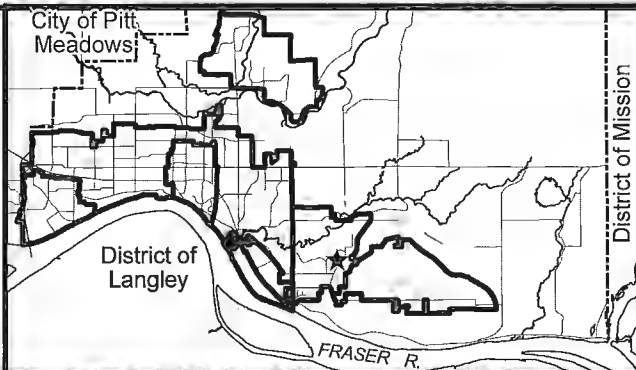 City of Pitt
Meadows
District of Mission
District of
Langley
FRASER R.